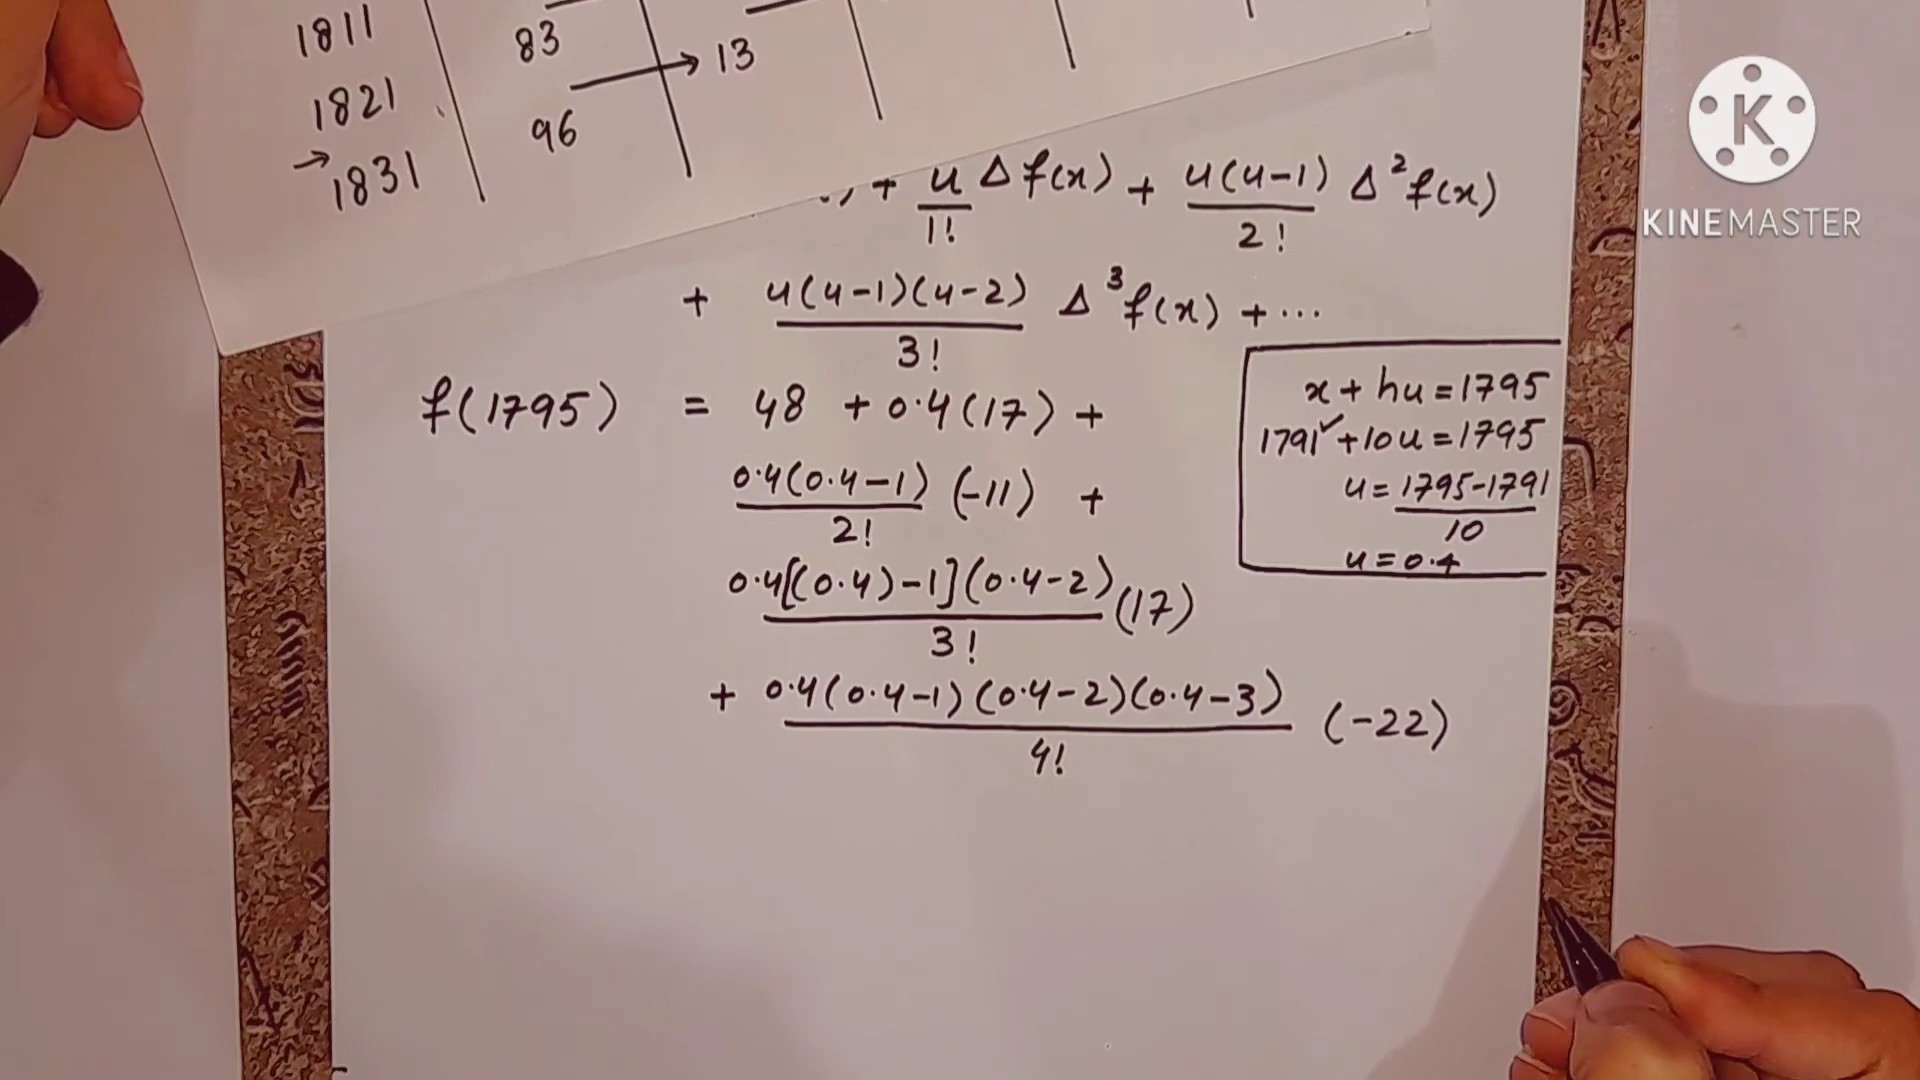 1811 83
→ 13
1821 96
→ 1831
+ u/1! Δf(x) + u(u-1)/2! Δ²f(x)
+ u(u-1)(u-2)/3! Δ³f(x) + ...
f(1795) = 48 + 0.4(17) +
0.4(0.4-1)/2! (-11) +
0.4[(0.4)-1](0.4-2)/3! (17)
+ 0.4(0.4-1)(0.4-2)(0.4-3)/4! (-22)
x + hu = 1795
1791✓ + 10u = 1795
u = 1795-1791/10
u = 0.4
K
KINEMASTER